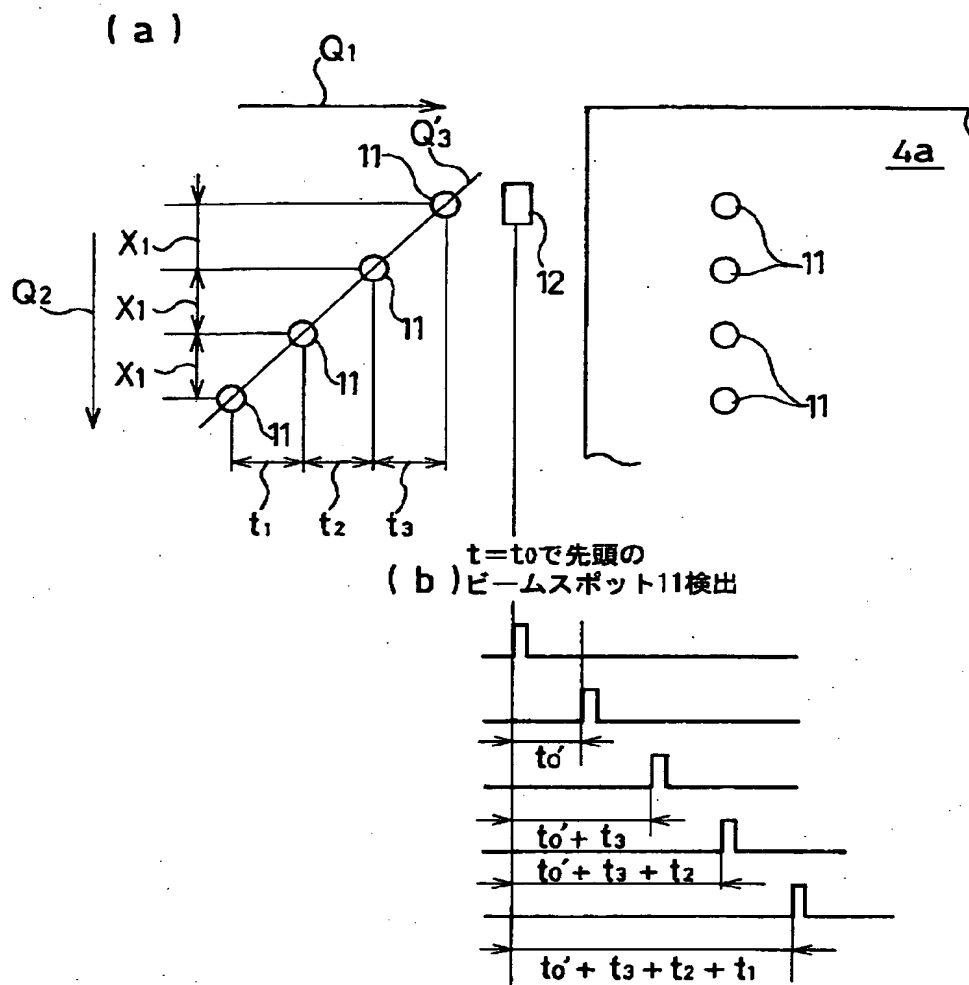 (a)
Q1
Q'3
4a
11
X1
12
11
Q2
X1
11
11
X1
11
11
t1 t2 t3
t=t0で先頭の
(b)ビームスポット11検出
t0'
t0'+t3
t0'+t3+t2
t0'+t3+t2+t1